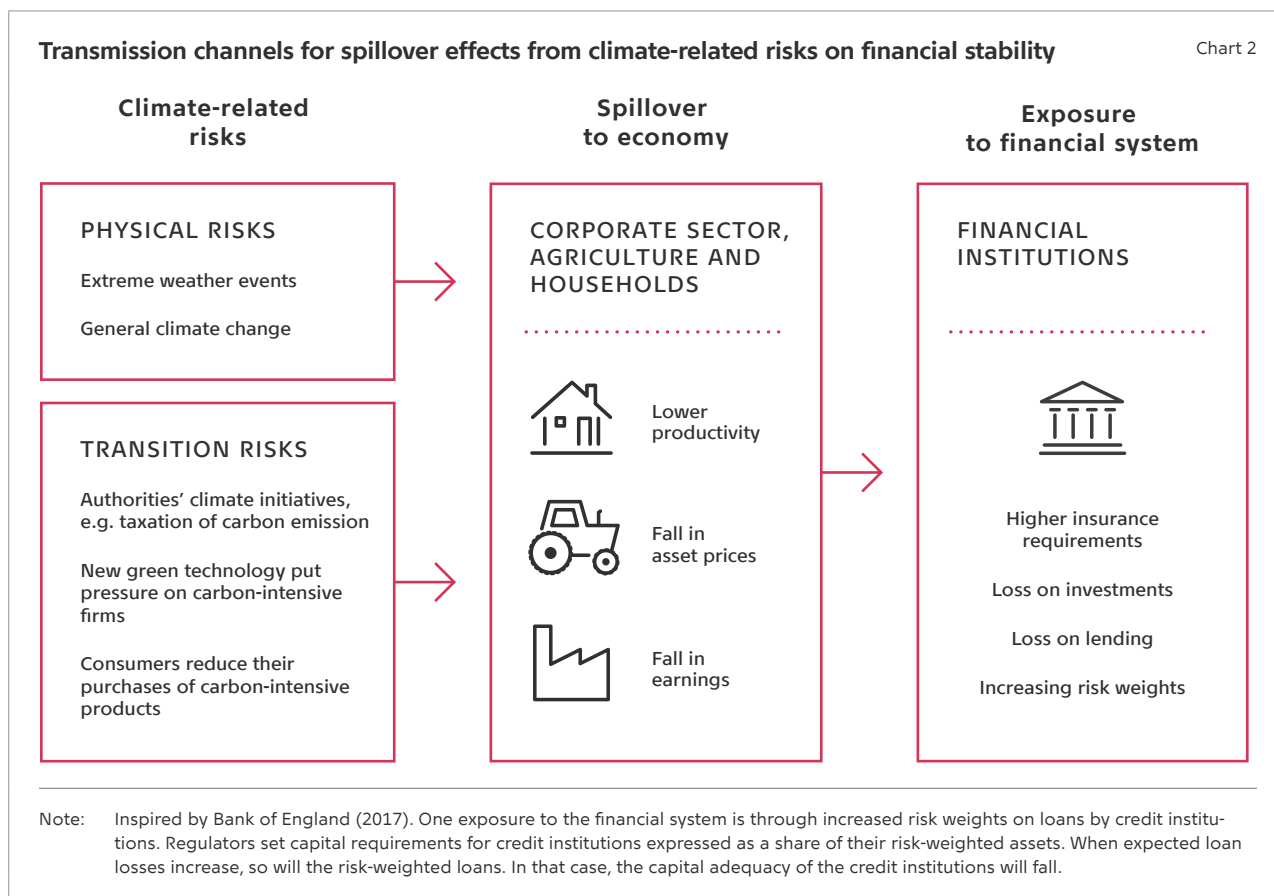 Transmission channels for spillover effects from climate-related risks on financial stability
Chart 2
Climate-related
risks
PHYSICAL RISKS
Extreme weather events
General climate change
TRANSITION RISKS
Authorities’ climate initiatives,
e.g. taxation of carbon emission
New green technology put
pressure on carbon-intensive
firms
Consumers reduce their
purchases of carbon-intensive
products
Spillover
to economy
CORPORATE SECTOR,
AGRICULTURE AND
HOUSEHOLDS
Lower
productivity
Fall in
asset prices
Fall in
earnings
Exposure
to financial system
FINANCIAL
INSTITUTIONS
Higher insurance
requirements
Loss on investments
Loss on lending
Increasing risk weights
Note: Inspired by Bank of England (2017). One exposure to the financial system is through increased risk weights on loans by credit institu-
tions. Regulators set capital requirements for credit institutions expressed as a share of their risk-weighted assets. When expected loan
losses increase, so will the risk-weighted loans. In that case, the capital adequacy of the credit institutions will fall.